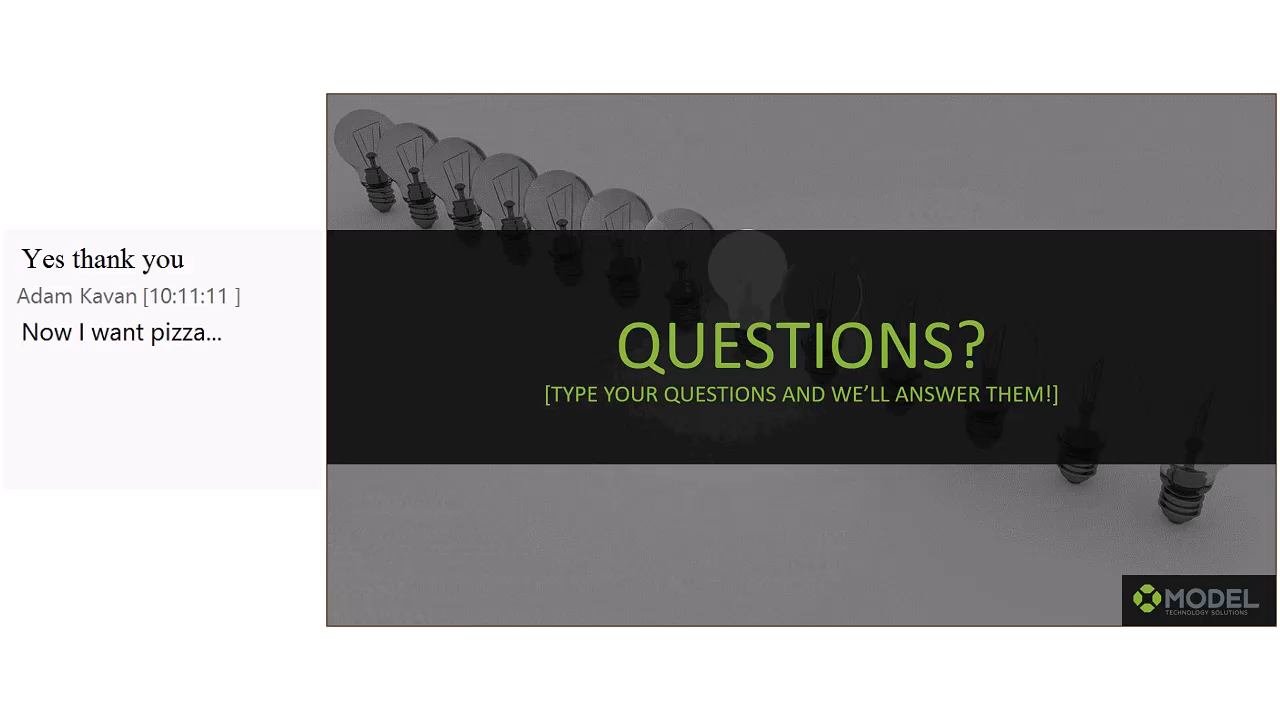 Yes thank you
Adam Kavan [10:11:11 ]
Now I want pizza...
QUESTIONS?
[TYPE YOUR QUESTIONS AND WE'LL ANSWER THEM!]
MODEL
TECHNOLOGY SOLUTIONS